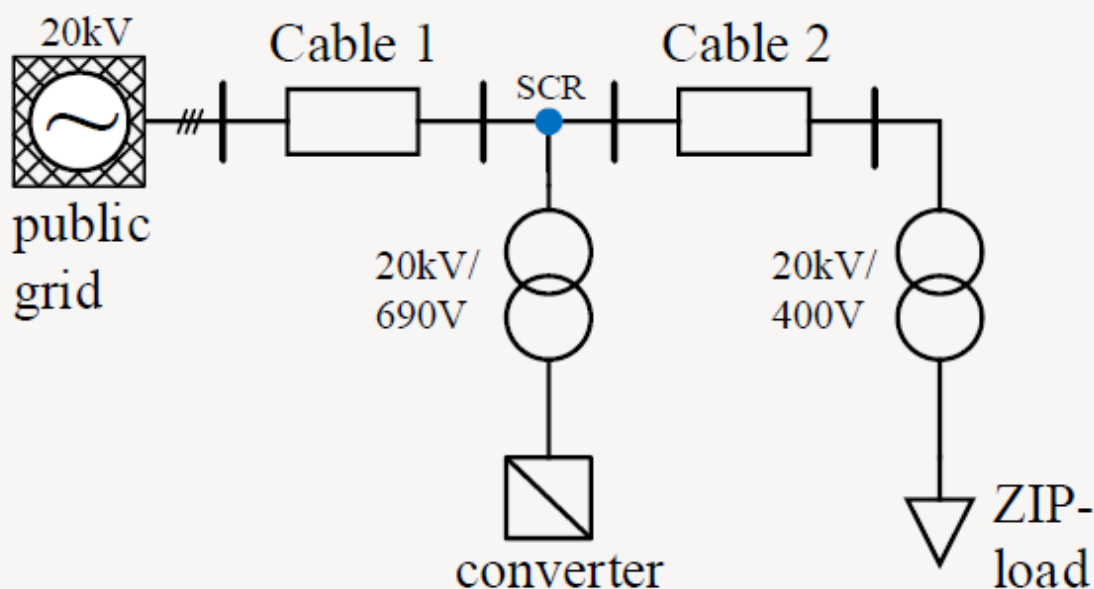 20kV
Cable 1
SCR
Cable 2
public
grid
20kV/
690V
20kV/
400V
converter
ZIP-
load